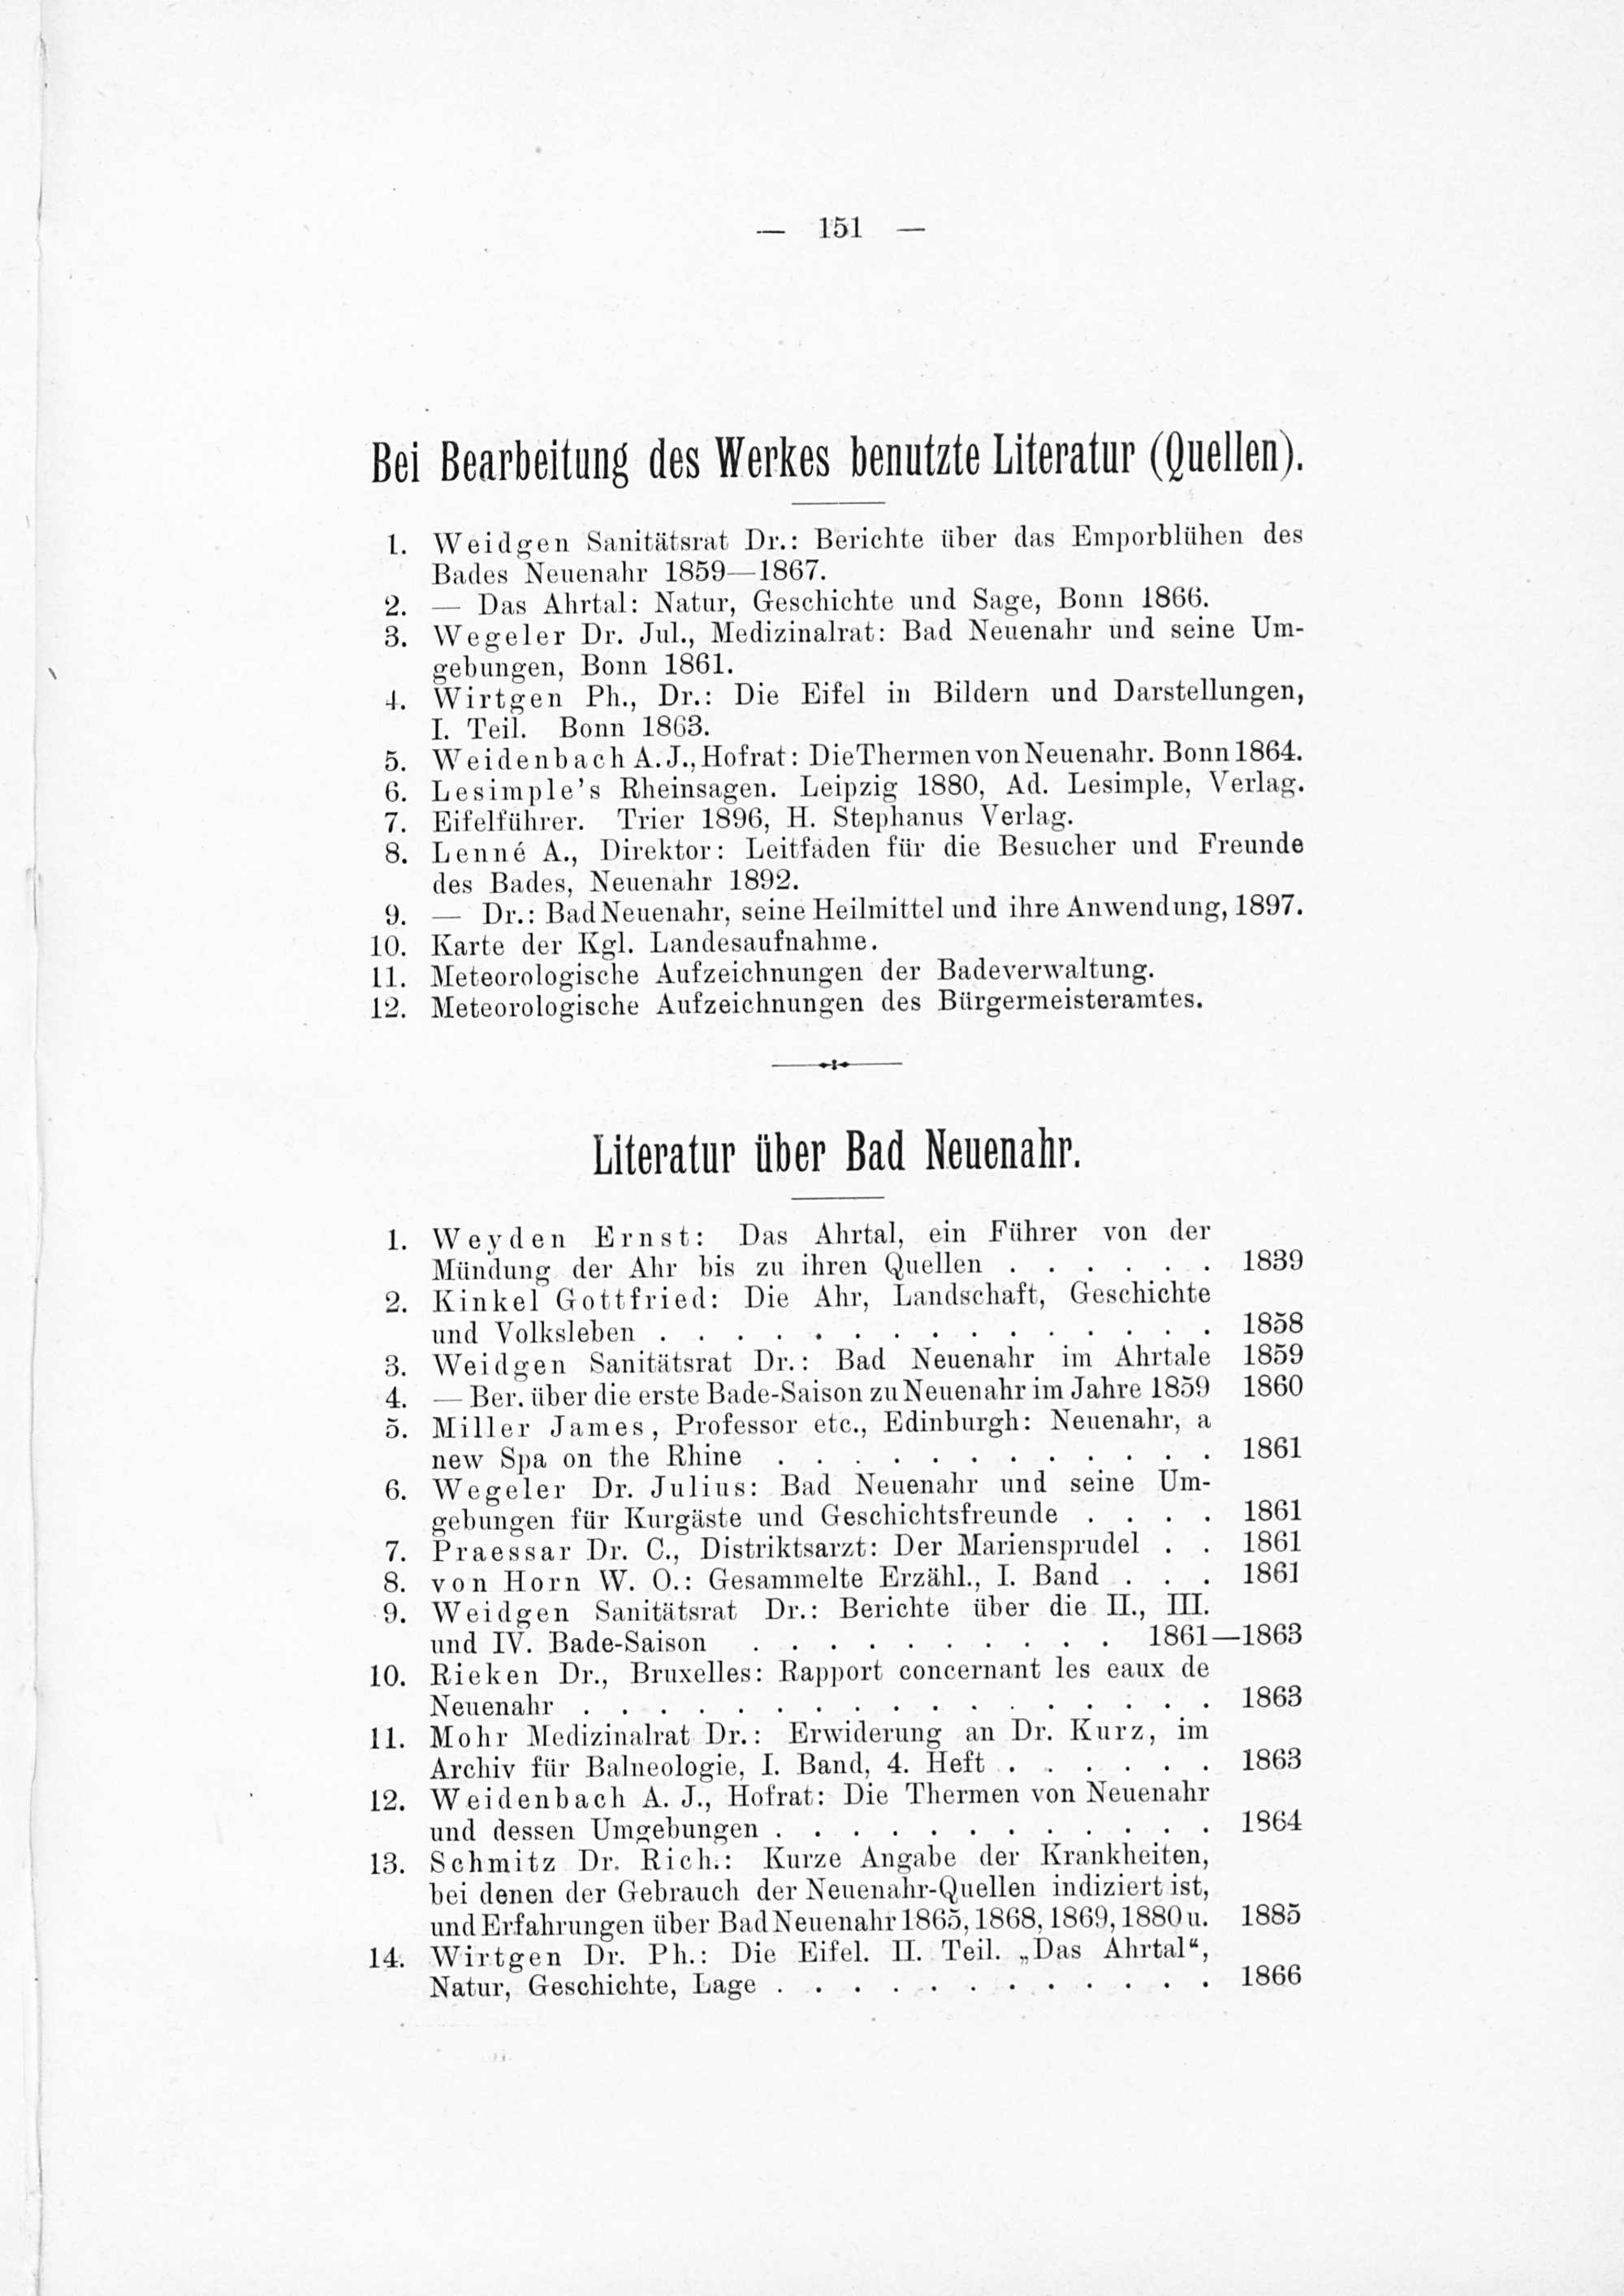 — 151 —
Bei Bearbeitung des Werkes benutzte Literatur (Quellen).
1. Weidgen Sanitätsrat Dr.: Berichte über das Emporblühen des
Bades Neuenahr 1859—1867.
2. — Das Ahrtal: Natur, Geschichte und Sage, Bonn 1866.
3. Wegeler Dr. Jul., Medizinalrat: Bad Neuenahr und seine Um-
gebungen, Bonn 1861.
4. Wirtgen Ph., Dr.: Die Eifel in Bildern und Darstellungen,
I. Teil. Bonn 1863.
5. Weidenbach A. J., Hofrat: Die Thermen von Neuenahr. Bonn 1864.
6. Lesimple's Rheinsagen. Leipzig 1880, Ad. Lesimple, Verlag.
7. Eifelführer. Trier 1896, H. Stephanus Verlag.
8. Lenné A., Direktor: Leitfaden für die Besucher und Freunde
des Bades, Neuenahr 1892.
9. — Dr.: Bad Neuenahr, seine Heilmittel und ihre Anwendung, 1897.
10. Karte der Kgl. Landesaufnahme.
11. Meteorologische Aufzeichnungen der Badeverwaltung.
12. Meteorologische Aufzeichnungen des Bürgermeisteramtes.
Literatur über Bad Neuenahr.
1. Weyden Ernst: Das Ahrtal, ein Führer von der
Mündung der Ahr bis zu ihren Quellen . . . . . . 1839
2. Kinkel Gottfried: Die Ahr, Landschaft, Geschichte
und Volksleben . . . . . . . . . . . . . . . 1858
3. Weidgen Sanitätsrat Dr.: Bad Neuenahr im Ahrtale 1859
4. — Ber. über die erste Bade-Saison zu Neuenahr im Jahre 1859 1860
5. Miller James, Professor etc., Edinburgh: Neuenahr, a
new Spa on the Rhine . . . . . . . . . . . . 1861
6. Wegeler Dr. Julius: Bad Neuenahr und seine Um-
gebungen für Kurgäste und Geschichtsfreunde . . . . 1861
7. Praessar Dr. C., Distriktsarzt: Der Mariensprudel . . 1861
8. von Horn W. O.: Gesammelte Erzähl., I. Band . . . 1861
9. Weidgen Sanitätsrat Dr.: Berichte über die II., III.
und IV. Bade-Saison . . . . . . . . . . 1861—1863
10. Rieken Dr., Bruxelles: Rapport concernant les eaux de
Neuenahr . . . . . . . . . . . . . . . . . 1863
11. Mohr Medizinalrat Dr.: Erwiderung an Dr. Kurz, im
Archiv für Balneologie, I. Band, 4. Heft . . . . . . 1863
12. Weidenbach A. J., Hofrat: Die Thermen von Neuenahr
und dessen Umgebungen . . . . . . . . . . . . 1864
13. Schmitz Dr. Rich.: Kurze Angabe der Krankheiten,
bei denen der Gebrauch der Neuenahr-Quellen indiziert ist,
und Erfahrungen über Bad Neuenahr 1865, 1868, 1869, 1880 u. 1885
14. Wirtgen Dr. Ph.: Die Eifel. II. Teil. „Das Ahrtal“,
Natur, Geschichte, Lage . . . . . . . . . . . . 1866